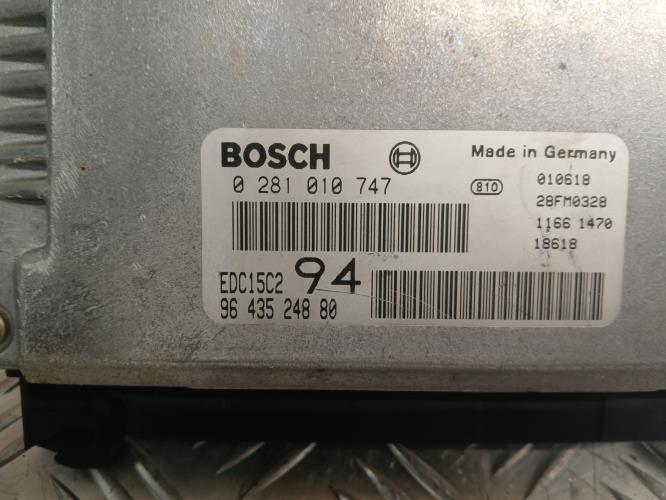 BOSCH Made in Germany
0 281 010 747 810 010618
28FM0328
1166 1470
18618
EDC15C2 94
96 435 248 80